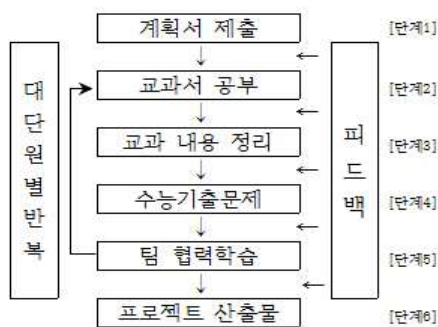 계획서 제출
[단계1]
교과서 공부
[단계2]
교과 내용 정리
[단계3]
수능기출문제
[단계4]
팀 협력학습
[단계5]
프로젝트 산출물
[단계6]
대단원별반복
피드백